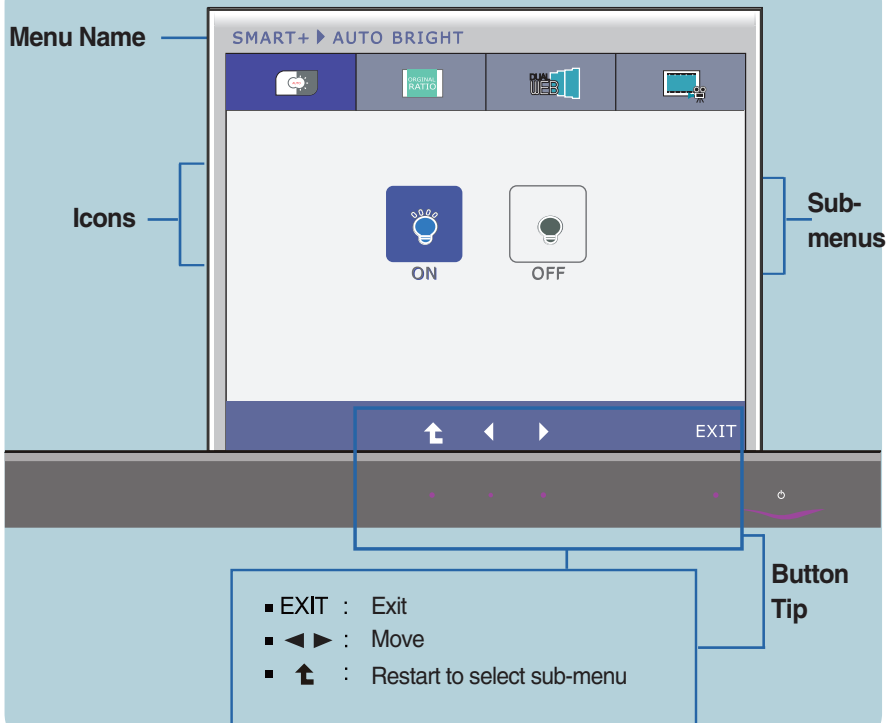 Menu Name
SMART+ ▶ AUTO BRIGHT
AUTO
ORIGINAL
RATIO
DUAL
WEB
Icons
Sub-
menus
ON
OFF
EXIT
Button
Tip
■ EXIT : Exit
■ ◀ ▶ : Move
■ ⮤ : Restart to select sub-menu